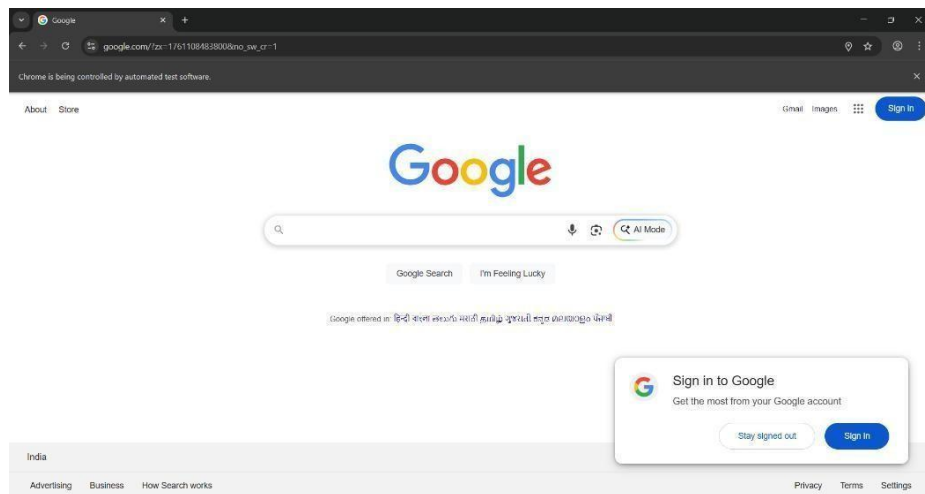 Google
google.com/?zx=1761108483800&no_sw_cr=1
Chrome is being controlled by automated test software.
About Store Gmail Images Sign in
Google
AI Mode
Google Search I'm Feeling Lucky
Google offered in: हिन्दी বাংলা తెలుగు मराठी தமிழ் ગુજરાતી ಕನ್ನಡ മലയാളം ਪੰਜਾਬੀ
Sign in to Google
Get the most from your Google account
Stay signed out Sign in
India
Advertising Business How Search works Privacy Terms Settings